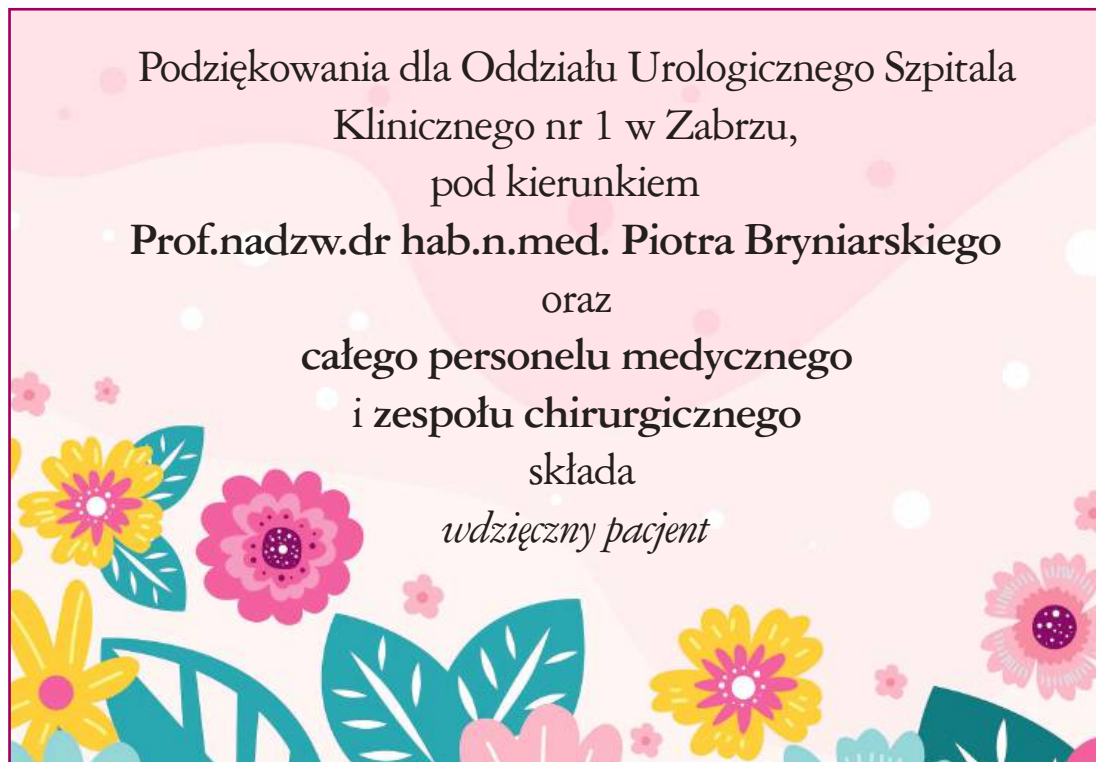 Podziękowania dla Oddziału Urologicznego Szpitala
Klinicznego nr 1 w Zabrzu,
pod kierunkiem
Prof.nadzw.dr hab.n.med. Piotra Bryniarskiego
oraz
całego personelu medycznego
i zespołu chirurgicznego
składa
wdzięczny pacjent